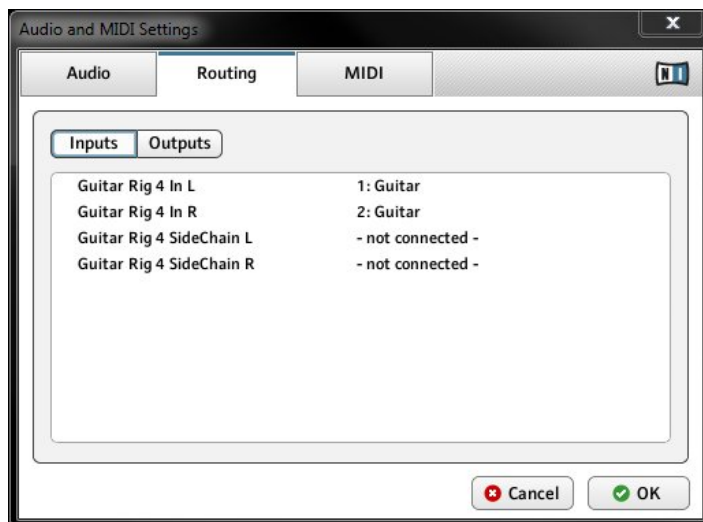 Audio and MIDI Settings
x
Audio Routing MIDI
NI
Inputs Outputs
Guitar Rig 4 In L 1: Guitar
Guitar Rig 4 In R 2: Guitar
Guitar Rig 4 SideChain L - not connected -
Guitar Rig 4 SideChain R - not connected -
Cancel OK